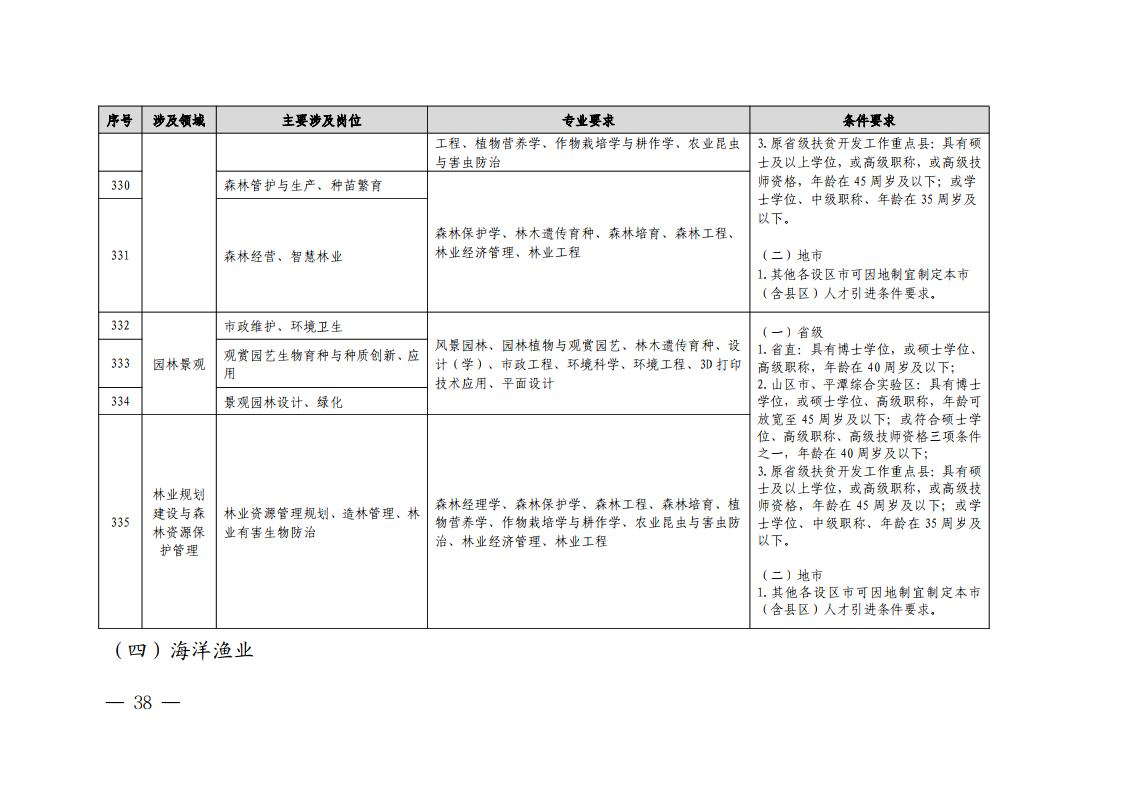 序号 涉及领域 主要涉及岗位 专业要求 条件要求
工程、植物营养学、作物栽培学与耕作学、农业昆虫
与害虫防治
3. 原省级扶贫开发工作重点县：具有硕
士及以上学位，或高级职称，或高级技
师资格，年龄在 45 周岁及以下；或学
士学位、中级职称、年龄在 35 周岁及
以下。
（二）地市
1. 其他各设区市可因地制宜制定本市
（含县区）人才引进条件要求。
330
森林管护与生产、种苗繁育
331
森林经营、智慧林业
森林保护学、林木遗传育种、森林培育、森林工程、
林业经济管理、林业工程
332
园林景观
市政维护、环境卫生
333
观赏园艺生物育种与种质创新、应
用
334
景观园林设计、绿化
风景园林、园林植物与观赏园艺、林木遗传育种、设
计（学）、市政工程、环境科学、环境工程、3D 打印
技术应用、平面设计
（一）省级
1. 省直：具有博士学位，或硕士学位、
高级职称，年龄在 40 周岁及以下；
2. 山区市、平潭综合实验区：具有博士
学位，或硕士学位、高级职称，年龄可
放宽至 45 周岁及以下；或符合硕士学
位、高级职称、高级技师资格三项条件
之一，年龄在 40 周岁及以下；
3. 原省级扶贫开发工作重点县：具有硕
士及以上学位，或高级职称，或高级技
师资格，年龄在 45 周岁及以下；或学
士学位、中级职称、年龄在 35 周岁及
以下。
（二）地市
1. 其他各设区市可因地制宜制定本市
（含县区）人才引进条件要求。
335
林业规划
建设与森
林资源保
护管理
林业资源管理规划、造林管理、林
业有害生物防治
森林经理学、森林保护学、森林工程、森林培育、植
物营养学、作物栽培学与耕作学、农业昆虫与害虫防
治、林业经济管理、林业工程
（四）海洋渔业
— 38 —